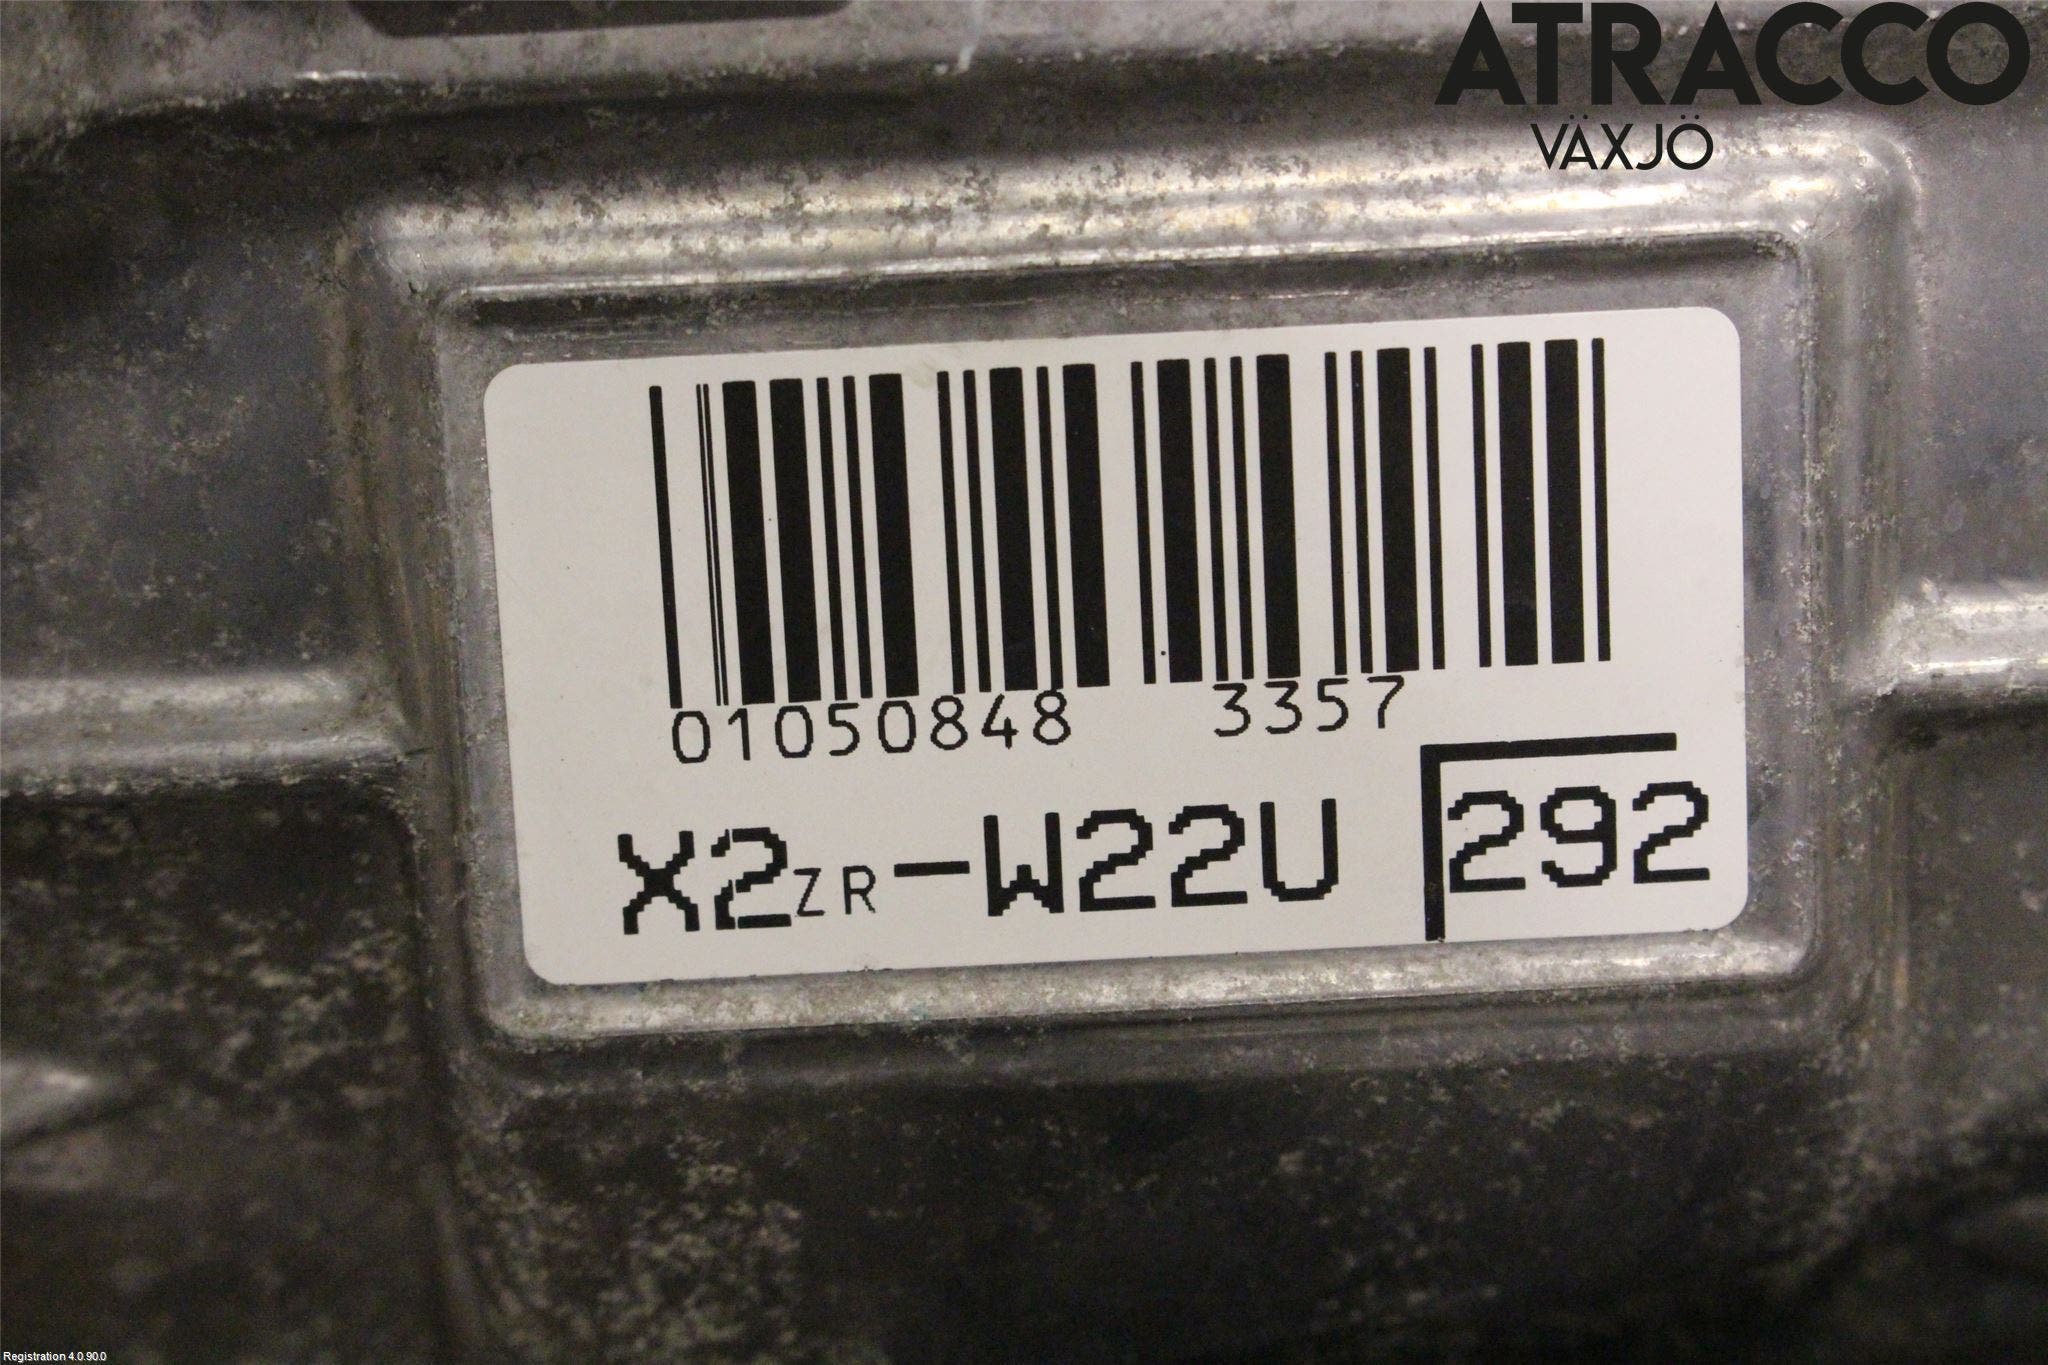 ATRACCO
VÄXJÖ
01050848 3357
X2ZR-W22U 292
Registration 4.0.90.0